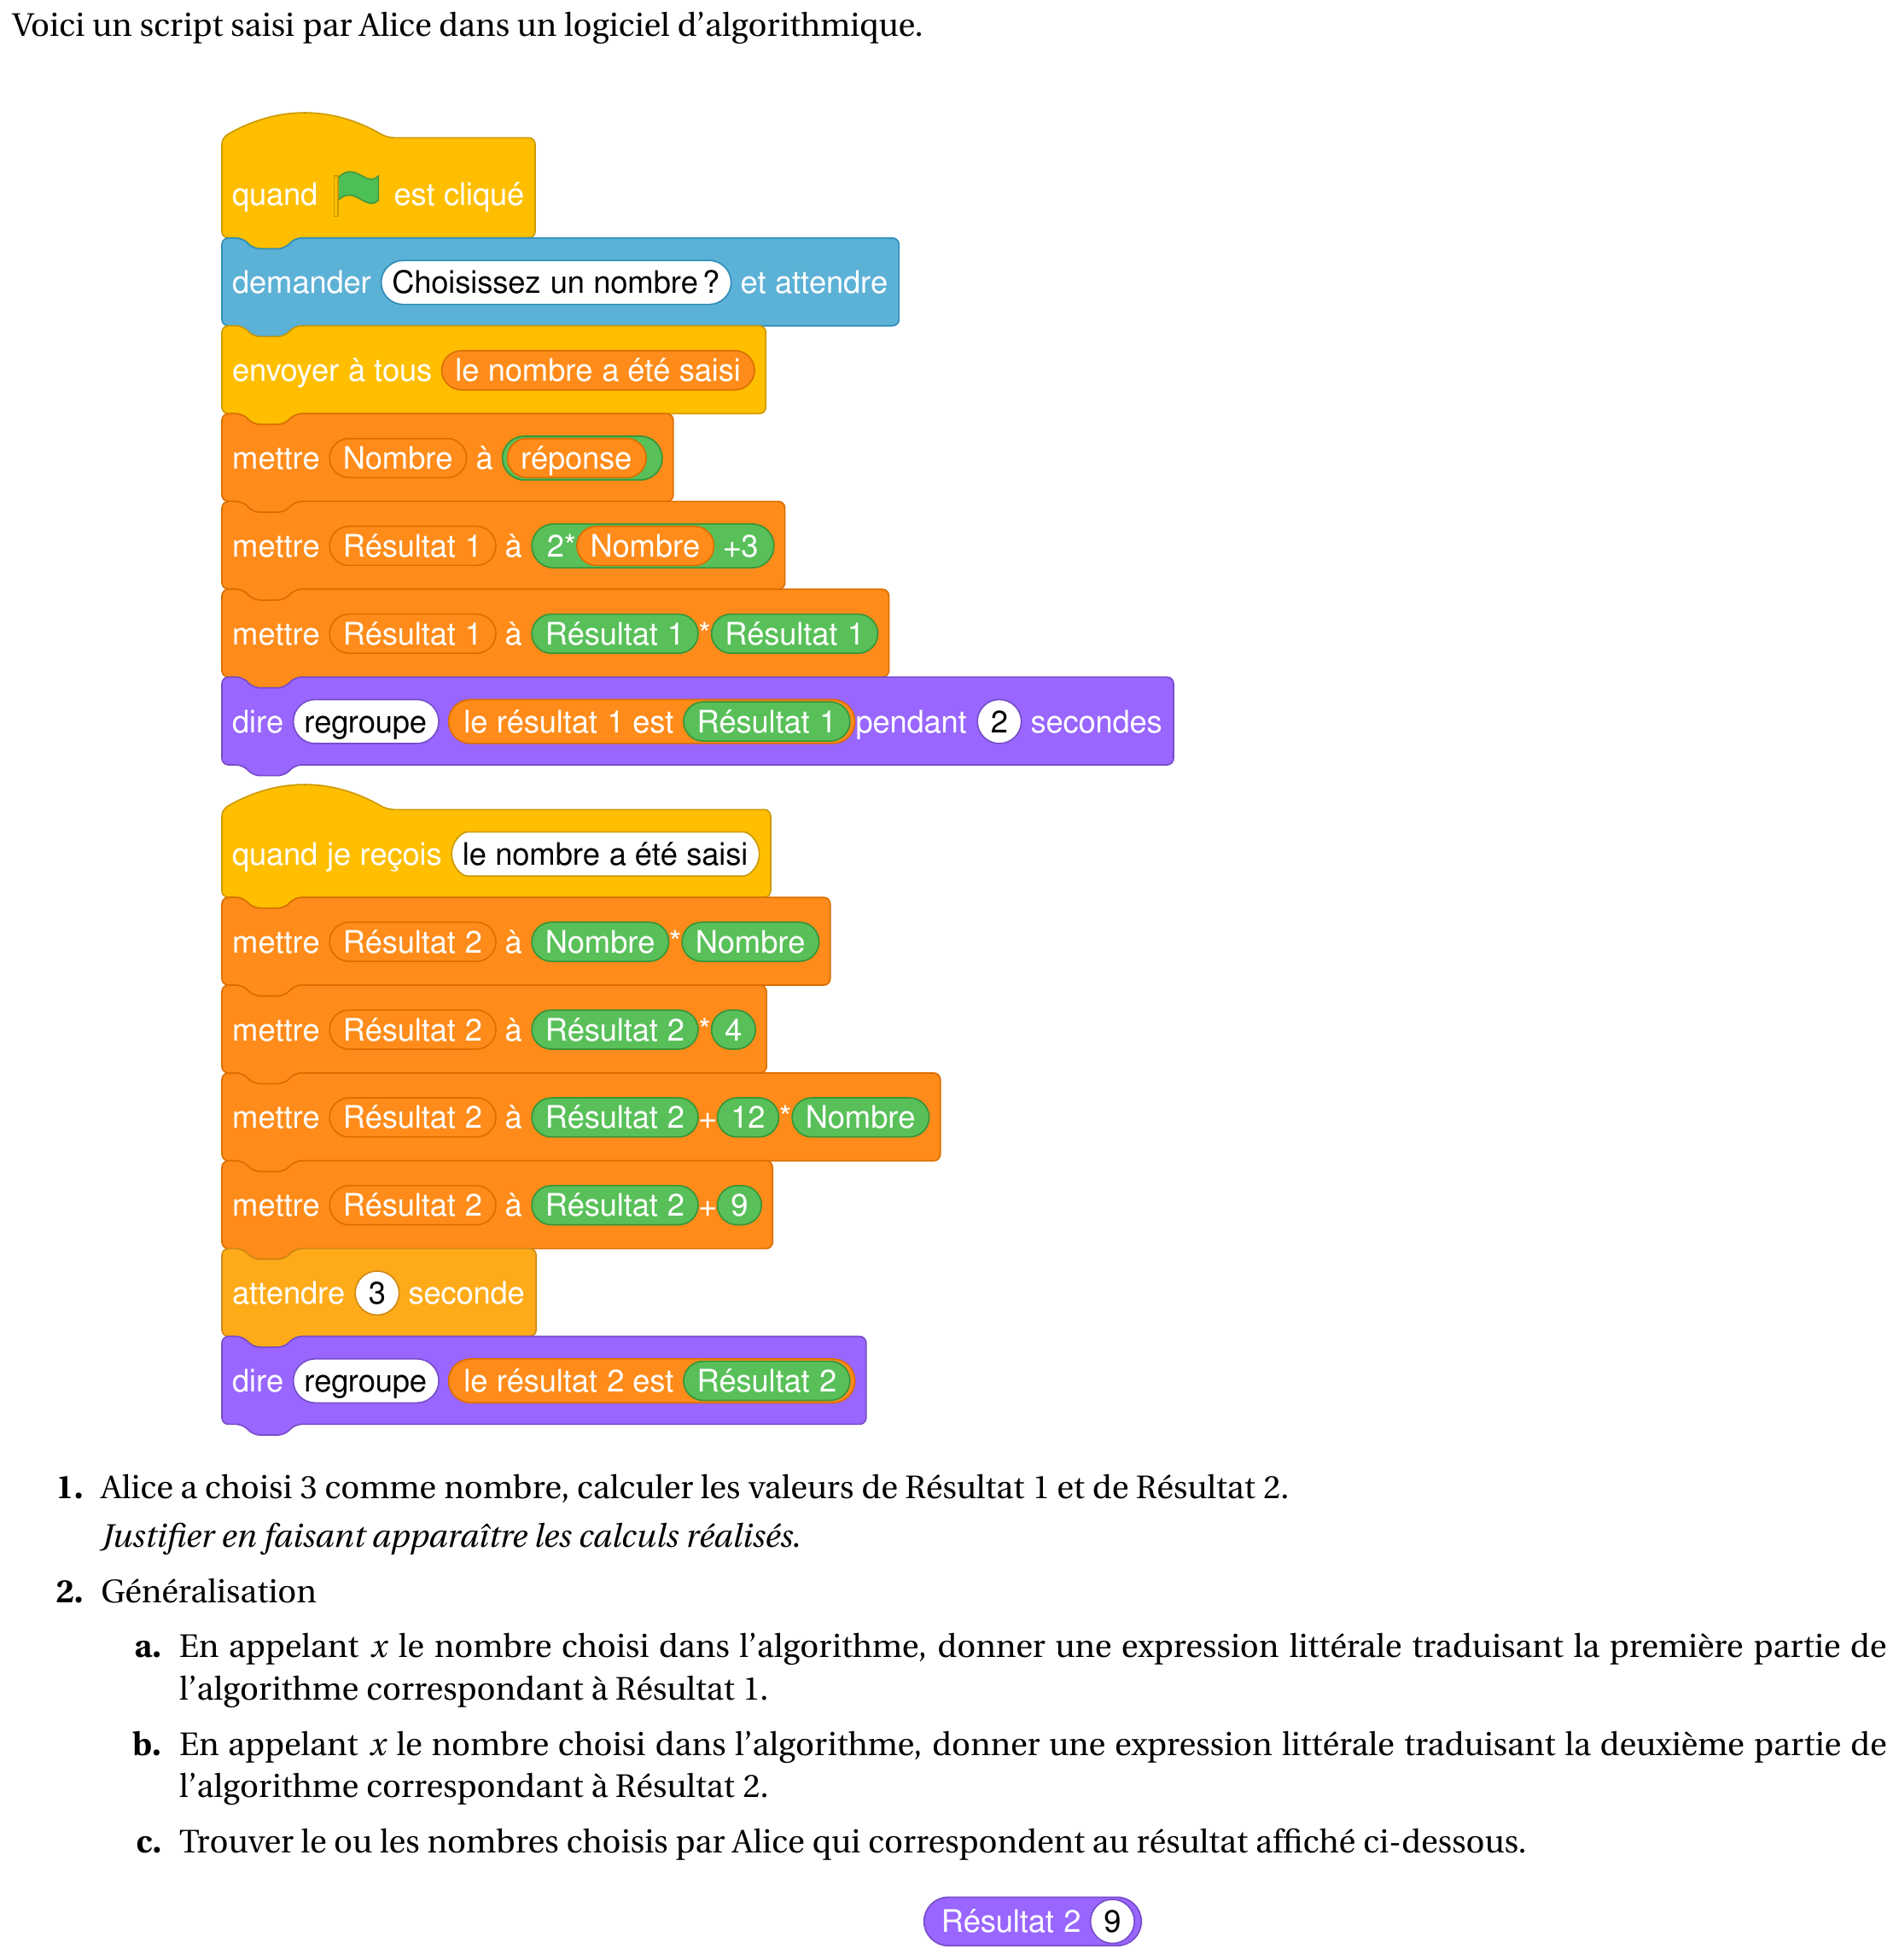 Voici un script saisi par Alice dans un logiciel d'algorithmique.
quand est cliqué
demander Choisissez un nombre ? et attendre
envoyer à tous le nombre a été saisi
mettre Nombre à réponse
mettre Résultat 1 à 2* Nombre +3
mettre Résultat 1 à Résultat 1 * Résultat 1
dire regroupe le résultat 1 est Résultat 1 pendant 2 secondes
quand je reçois le nombre a été saisi
mettre Résultat 2 à Nombre * Nombre
mettre Résultat 2 à Résultat 2 * 4
mettre Résultat 2 à Résultat 2 + 12 * Nombre
mettre Résultat 2 à Résultat 2 + 9
attendre 3 seconde
dire regroupe le résultat 2 est Résultat 2
1. Alice a choisi 3 comme nombre, calculer les valeurs de Résultat 1 et de Résultat 2.
Justifier en faisant apparaître les calculs réalisés.
2. Généralisation
a. En appelant x le nombre choisi dans l'algorithme, donner une expression littérale traduisant la première partie de
l'algorithme correspondant à Résultat 1.
b. En appelant x le nombre choisi dans l'algorithme, donner une expression littérale traduisant la deuxième partie de
l'algorithme correspondant à Résultat 2.
c. Trouver le ou les nombres choisis par Alice qui correspondent au résultat affiché ci-dessous.
Résultat 2 9